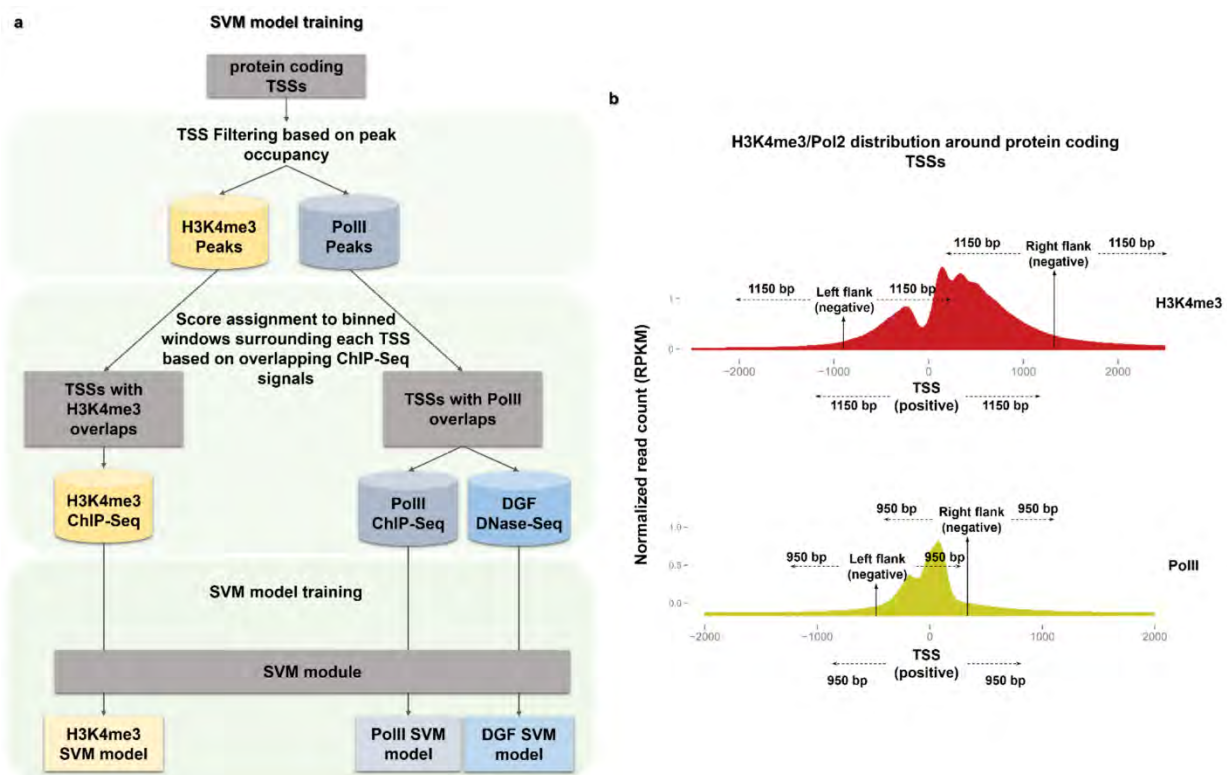 a
SVM model training
protein coding
TSSs
TSS Filtering based on peak
occupancy
H3K4me3
Peaks
PolII
Peaks
Score assignment to binned
windows surrounding each TSS
based on overlapping ChIP-Seq
signals
TSSs with
H3K4me3
overlaps
TSSs with PolII
overlaps
H3K4me3
ChIP-Seq
PolII
ChIP-Seq
DGF
DNase-Seq
SVM model training
SVM module
H3K4me3
SVM model
PolII SVM
model
DGF SVM
model
b
H3K4me3/Pol2 distribution around protein coding
TSSs
Normalized read count (RPKM)
1150 bp
Right flank
(negative)
1150 bp
1150 bp
Left flank
(negative)
1150 bp
H3K4me3
1
0
−2000
−1000
0
1000
2000
TSS
(positive)
1150 bp
1150 bp
950 bp
Right flank
(negative)
950 bp
950 bp
Left flank
(negative)
950 bp
PolII
1.0
0.5
0.0
−2000
−1000
0
1000
2000
TSS
(positive)
950 bp
950 bp